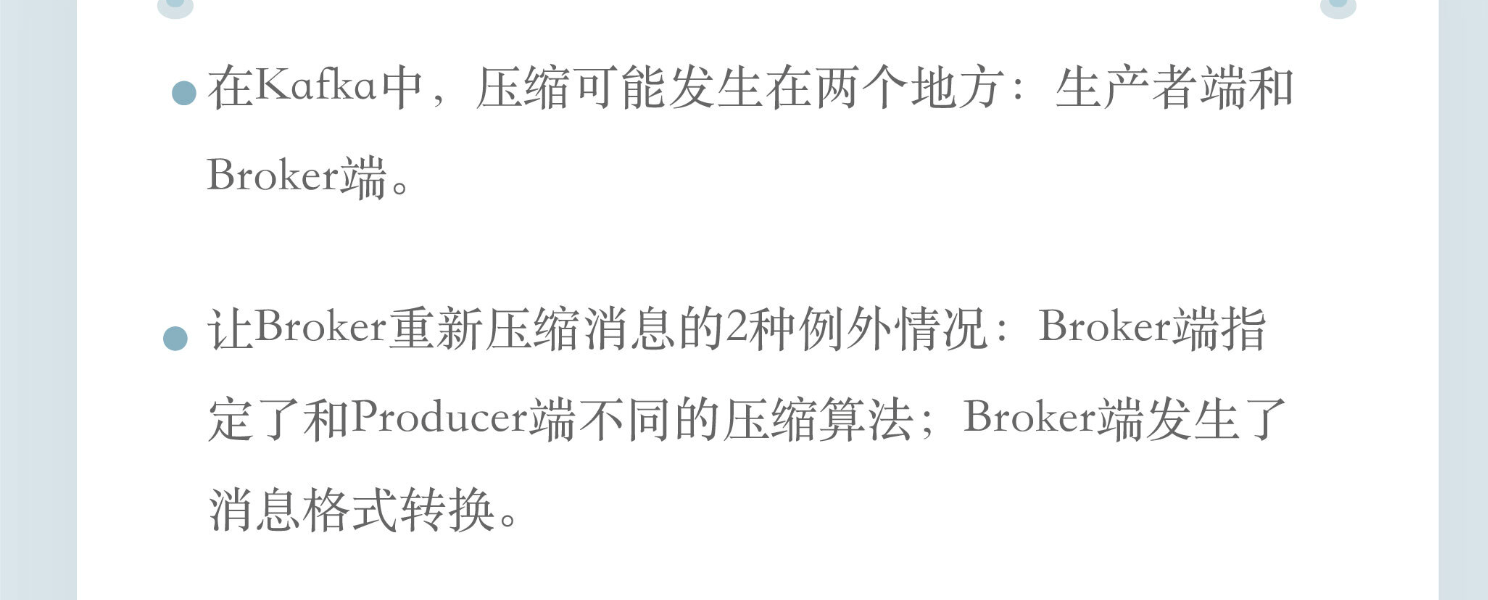 在Kafka中，压缩可能发生在两个地方：生产者端和
Broker端。
让Broker重新压缩消息的2种例外情况：Broker端指
定了和Producer端不同的压缩算法；Broker端发生了
消息格式转换。